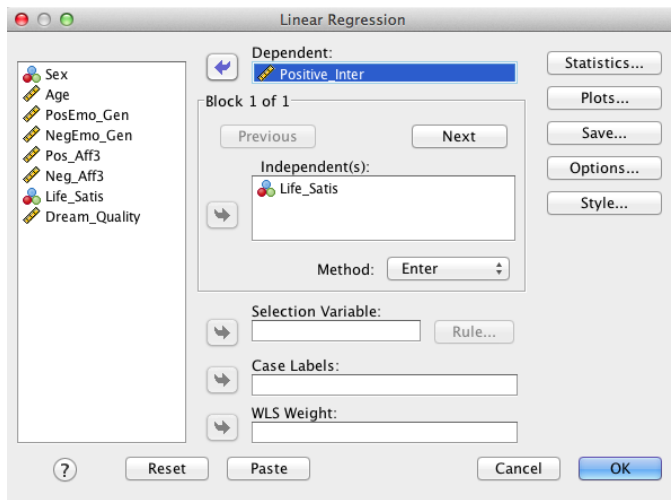 Linear Regression
Sex
Age
PosEmo_Gen
NegEmo_Gen
Pos_Aff3
Neg_Aff3
Life_Satis
Dream_Quality
Dependent:
Positive_Inter
Block 1 of 1
Previous
Next
Independent(s):
Life_Satis
Method: Enter
Selection Variable:
Rule...
Case Labels:
WLS Weight:
Statistics...
Plots...
Save...
Options...
Style...
?
Reset
Paste
Cancel
OK